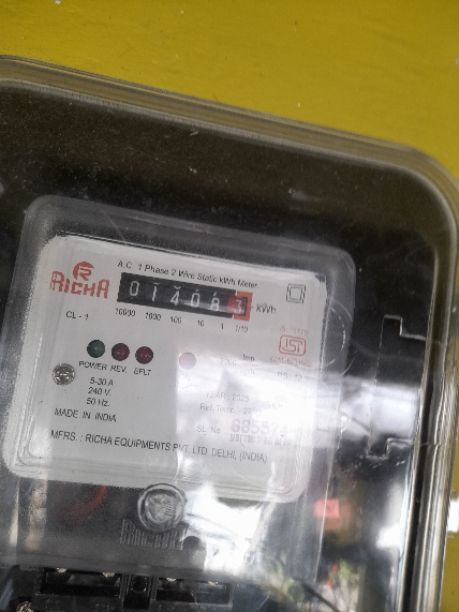 A.C. 1 Phase 2 Wire Static kWh Meter
RICHA
014083 kWh
CL - 1 10000 1000 100 10 1 1/10
ISI
POWER REV. EFLT
5-30 A
240 V.
50 Hz.
MADE IN INDIA
SL No
MFRS. : RICHA EQUIPMENTS PVT. LTD. DELHI, (INDIA)